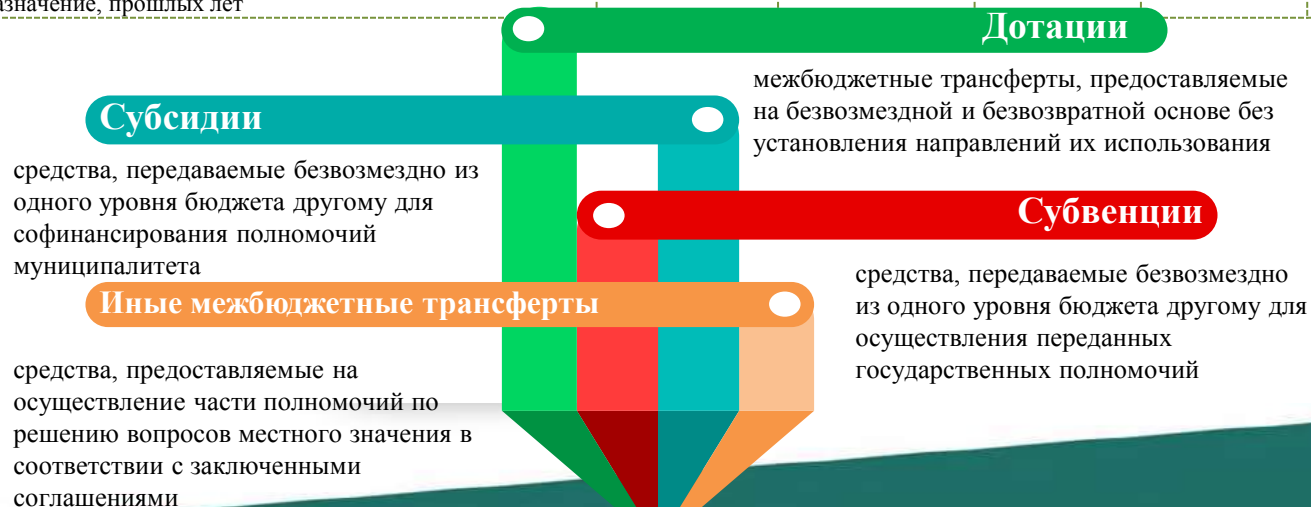 прошлых лет
Дотации
межбюджетные трансферты, предоставляемые
на безвозмездной и безвозвратной основе без
установления направлений их использования
Субсидии
средства, передаваемые безвозмездно из
одного уровня бюджета другому для
софинансирования полномочий
муниципалитета
Субвенции
средства, передаваемые безвозмездно
из одного уровня бюджета другому для
осуществления переданных
государственных полномочий
Иные межбюджетные трансферты
средства, предоставляемые на
осуществление части полномочий по
решению вопросов местного значения в
соответствии с заключенными
соглашениями